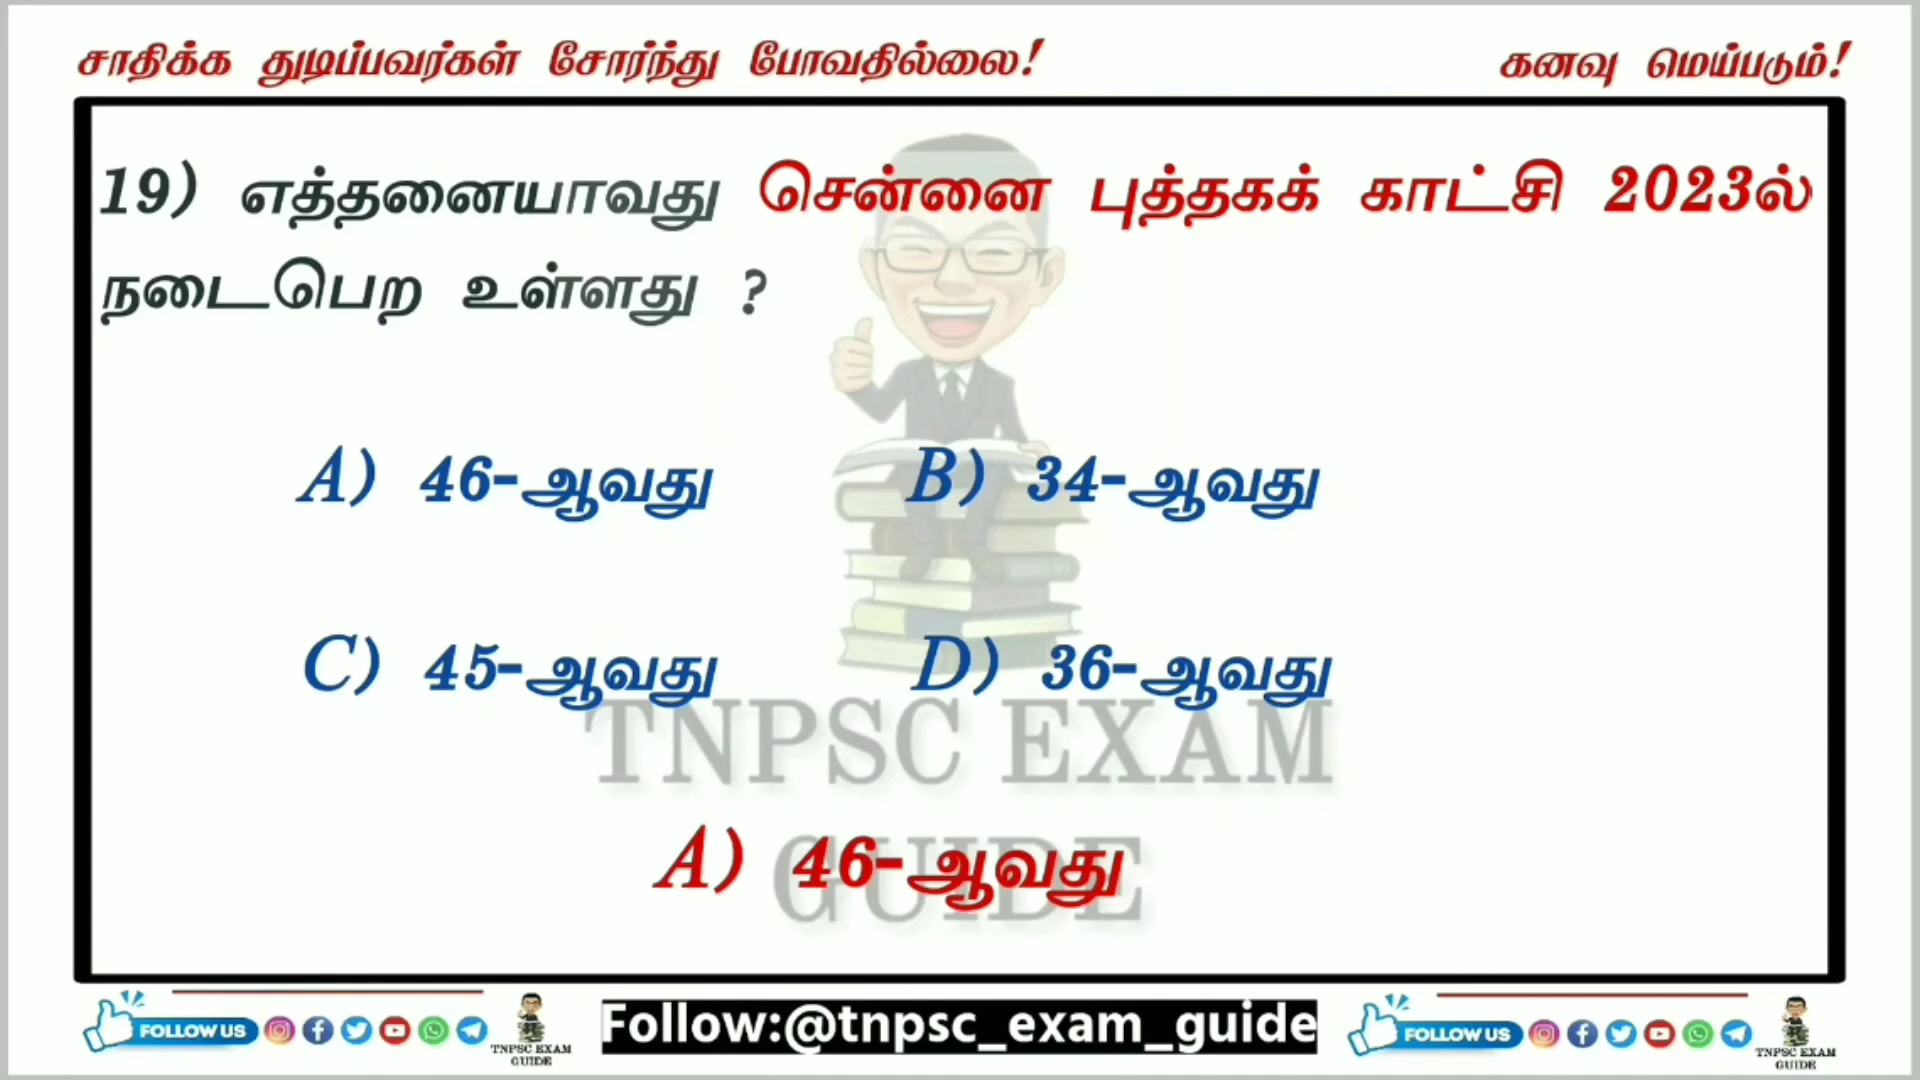 சாதிக்க துடிப்பவர்கள் சோர்ந்து போவதில்லை! கனவு மெய்படும்!
19) எத்தனையாவது சென்னை புத்தகக் காட்சி 2023ல்
நடைபெற உள்ளது ?
A) 46-ஆவது B) 34-ஆவது
C) 45-ஆவது D) 36-ஆவது
TNPSC EXAM
GUIDE
A) 46-ஆவது
FOLLOW US TNPSC EXAM GUIDE Follow:@tnpsc_exam_guide FOLLOW US TNPSC EXAM GUIDE